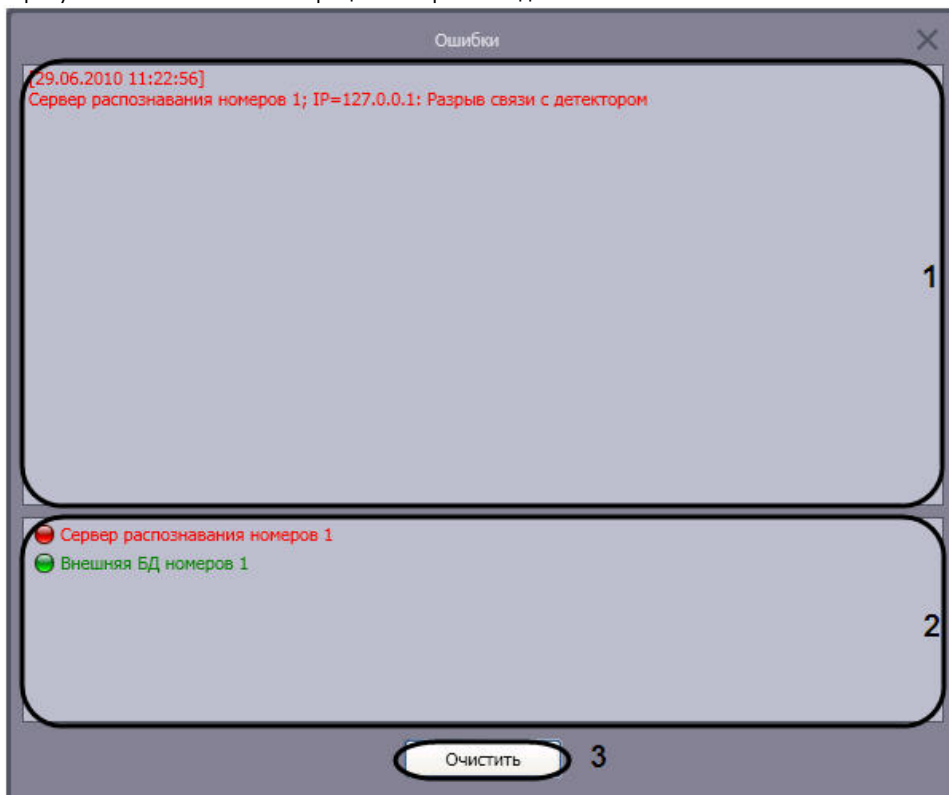 Ошибки
[29.06.2010 11:22:56]
Сервер распознавания номеров 1; IP=127.0.0.1: Разрыв связи с детектором
1
Сервер распознавания номеров 1
Внешняя БД номеров 1
2
Очистить 3